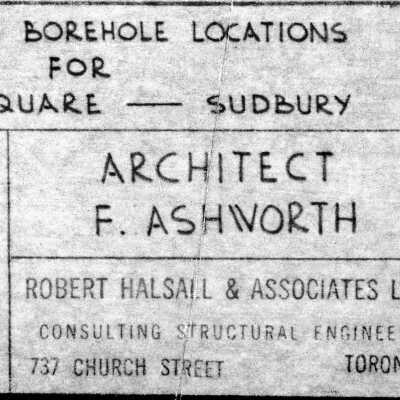 BOREHOLE LOCATIONS
FOR
QUARE — SUDBURY
ARCHITECT
F. ASHWORTH
ROBERT HALSALL & ASSOCIATES L
CONSULTING STRUCTURAL ENGINEE
737 CHURCH STREET TORON